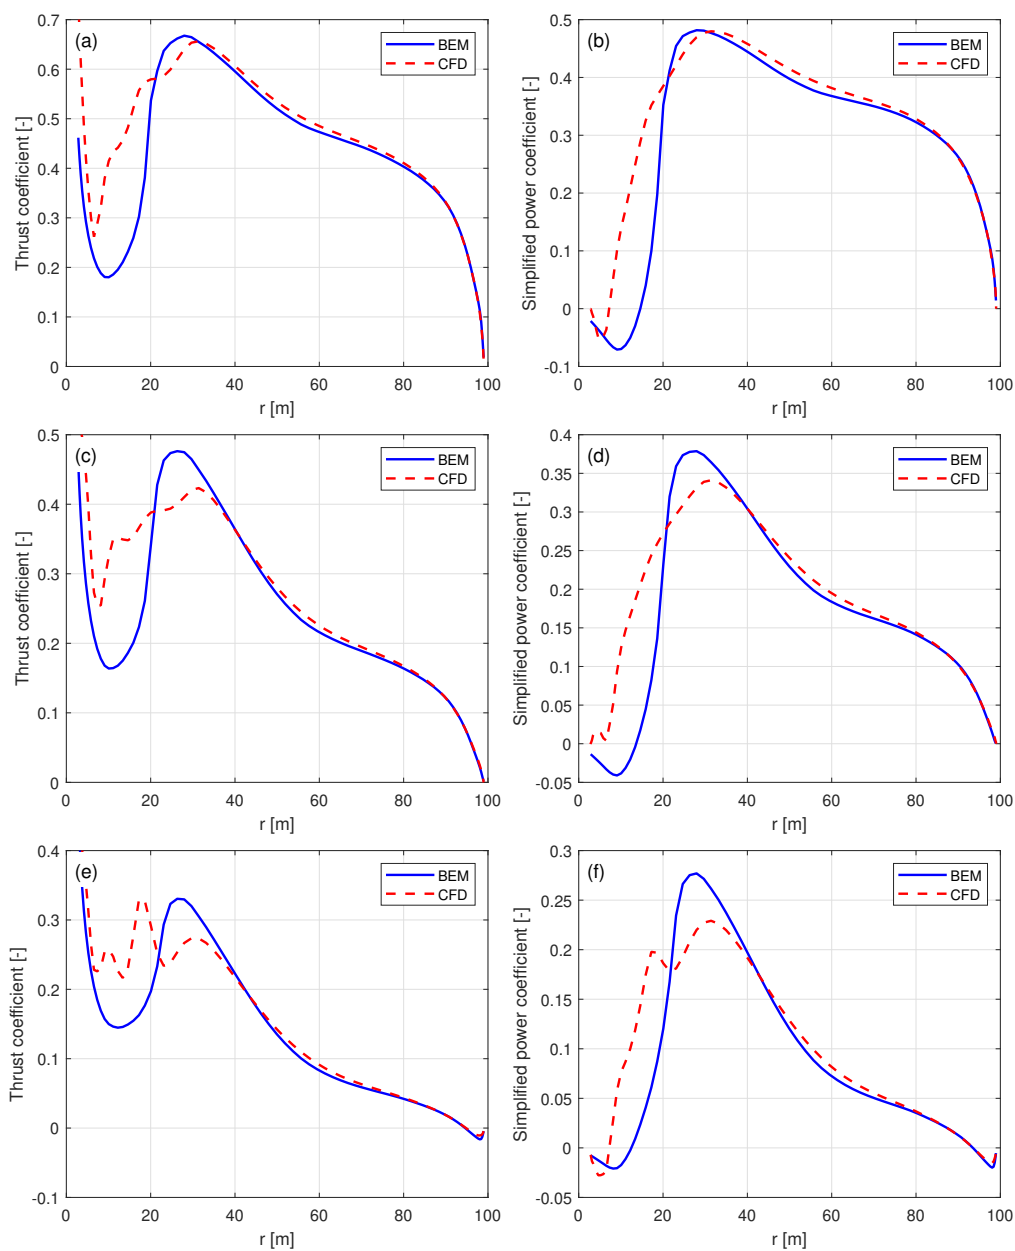 (a)
BEM
CFD
Thrust coefficient [-]
0.7
0.6
0.5
0.4
0.3
0.2
0.1
0
0
20
40
60
80
100
r [m]
(b)
BEM
CFD
Simplified power coefficient [-]
0.5
0.4
0.3
0.2
0.1
0
-0.1
0
20
40
60
80
100
r [m]
(c)
BEM
CFD
Thrust coefficient [-]
0.5
0.4
0.3
0.2
0.1
0
0
20
40
60
80
100
r [m]
(d)
BEM
CFD
Simplified power coefficient [-]
0.4
0.35
0.3
0.25
0.2
0.15
0.1
0.05
0
-0.05
0
20
40
60
80
100
r [m]
(e)
BEM
CFD
Thrust coefficient [-]
0.4
0.3
0.2
0.1
0
-0.1
0
20
40
60
80
100
r [m]
(f)
BEM
CFD
Simplified power coefficient [-]
0.3
0.25
0.2
0.15
0.1
0.05
0
-0.05
0
20
40
60
80
100
r [m]